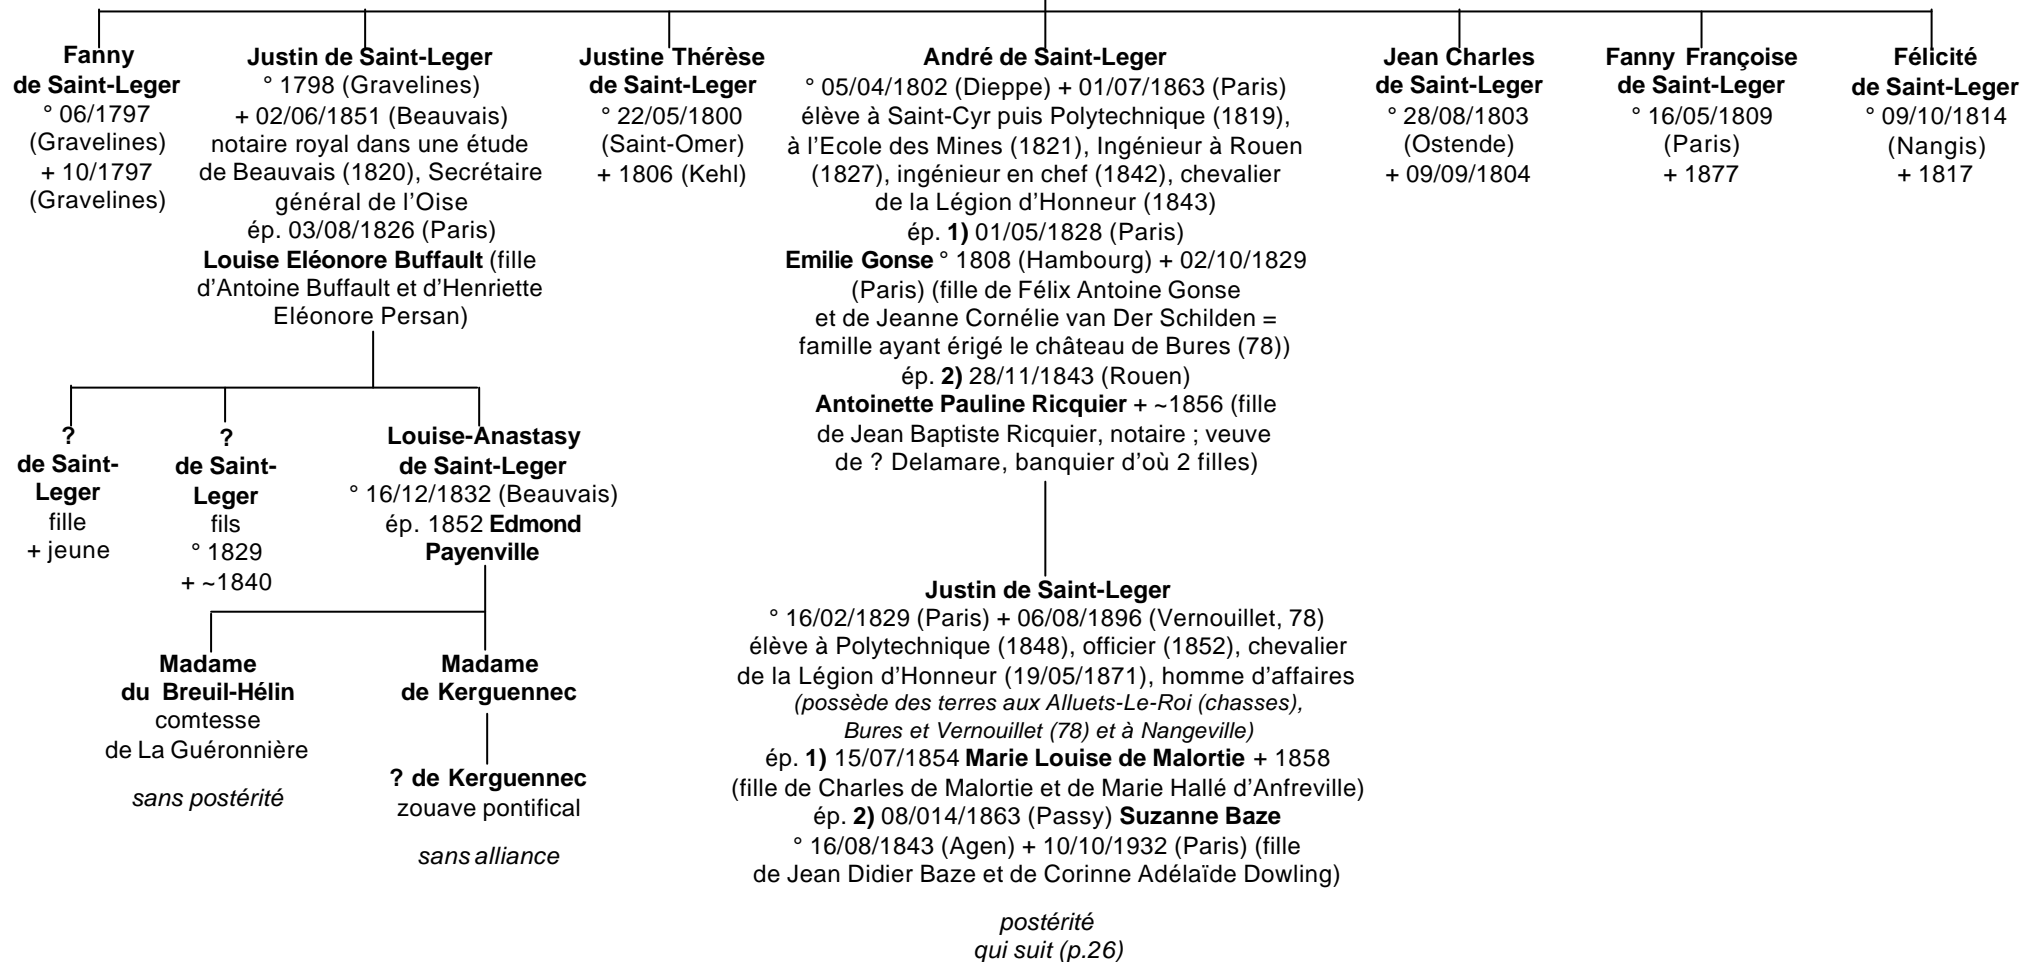 Fanny
de Saint-Leger
° 06/1797
(Gravelines)
+ 10/1797
(Gravelines)
Justin de Saint-Leger
° 1798 (Gravelines)
+ 02/06/1851 (Beauvais)
notaire royal dans une étude
de Beauvais (1820), Secrétaire
général de l'Oise
ép. 03/08/1826 (Paris)
Louise Eléonore Buffault (fille
d'Antoine Buffault et d'Henriette
Eléonore Persan)
Justine Thérèse
de Saint-Leger
° 22/05/1800
(Saint-Omer)
+ 1806 (Kehl)
André de Saint-Leger
° 05/04/1802 (Dieppe) + 01/07/1863 (Paris)
élève à Saint-Cyr puis Polytechnique (1819),
à l'Ecole des Mines (1821), Ingénieur à Rouen
(1827), ingénieur en chef (1842), chevalier
de la Légion d'Honneur (1843)
ép. 1) 01/05/1828 (Paris)
Emilie Gonse ° 1808 (Hambourg) + 02/10/1829
(Paris) (fille de Félix Antoine Gonse
et de Jeanne Cornélie van Der Schilden =
famille ayant érigé le château de Bures (78))
ép. 2) 28/11/1843 (Rouen)
Antoinette Pauline Ricquier + ~1856 (fille
de Jean Baptiste Ricquier, notaire ; veuve
de ? Delamare, banquier d'où 2 filles)
Jean Charles
de Saint-Leger
° 28/08/1803
(Ostende)
+ 09/09/1804
Fanny Françoise
de Saint-Leger
° 16/05/1809
(Paris)
+ 1877
Félicité
de Saint-Leger
° 09/10/1814
(Nangis)
+ 1817
?
de Saint-
Leger
fille
+ jeune
?
de Saint-
Leger
fils
° 1829
+ ~1840
Louise-Anastasy
de Saint-Leger
° 16/12/1832 (Beauvais)
ép. 1852 Edmond
Payenville
Madame
du Breuil-Hélin
comtesse
de La Guéronnière
sans postérité
Madame
de Kerguennec
? de Kerguennec
zouave pontifical
sans alliance
Justin de Saint-Leger
° 16/02/1829 (Paris) + 06/08/1896 (Vernouillet, 78)
élève à Polytechnique (1848), officier (1852), chevalier
de la Légion d'Honneur (19/05/1871), homme d'affaires
(possède des terres aux Alluets-Le-Roi (chasses),
Bures et Vernouillet (78) et à Nangeville)
ép. 1) 15/07/1854 Marie Louise de Malortie + 1858
(fille de Charles de Malortie et de Marie Hallé d'Anfreville)
ép. 2) 08/014/1863 (Passy) Suzanne Baze
° 16/08/1843 (Agen) + 10/10/1932 (Paris) (fille
de Jean Didier Baze et de Corinne Adélaïde Dowling)
postérité
qui suit (p.26)